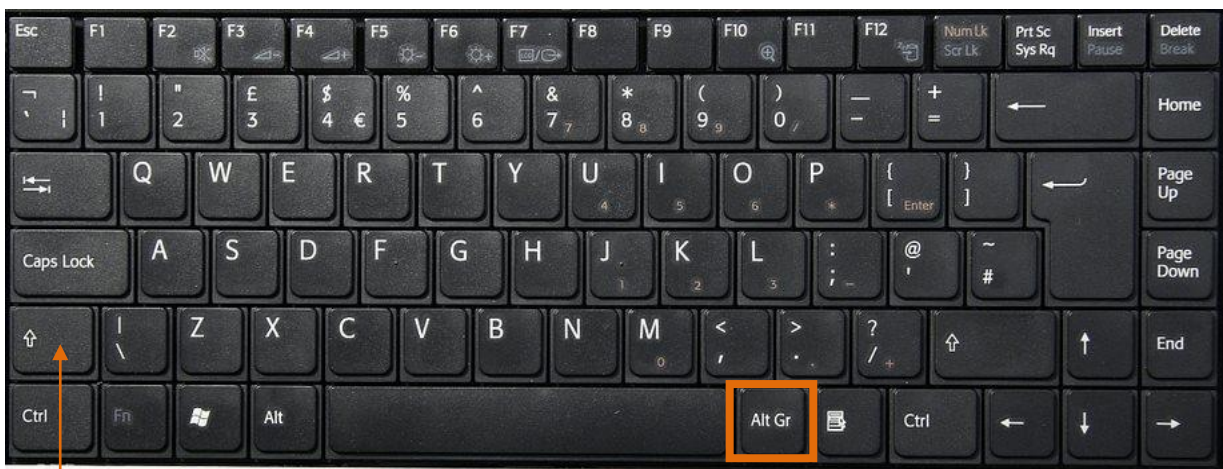 Esc F1 F2 F3 F4 F5 F6 F7 F8 F9 F10 F11 F12 Num Lk Prt Sc Insert Delete
Scr Lk Sys Rq Pause Break
¬ ! " £ $ % ^ & * ( ) — +
` ¦ 1 2 3 4 € 5 6 7 7 8 8 9 9 0 / - = ← Home
Q W E R T Y U I O P { } Page
4 5 6 * [ Enter ] Up
Caps Lock A S D F G H J K L : @ ~ Page
1 2 3 ; - ' # Down
⇧ | Z X C V B N M < > ? ⇧ ↑ End
\ 0 , . . / +
Ctrl Fn Alt Alt Gr Ctrl ← ↓ →